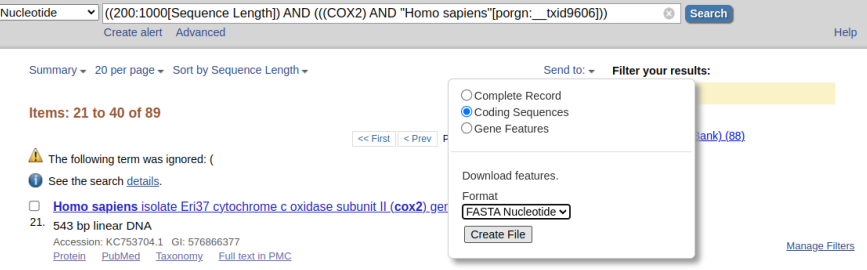 Nucleotide ((200:1000[Sequence Length]) AND (((COX2) AND "Homo sapiens"[porgn:__txid9606])) Search
Create alert Advanced Help
Summary 20 per page Sort by Sequence Length Send to: Filter your results:
Items: 21 to 40 of 89
Complete Record
Coding Sequences
Gene Features
<< First < Prev P ank) (88)
The following term was ignored: (
See the search details.
Download features.
Format
FASTA Nucleotide
Create File
Homo sapiens isolate Eri37 cytochrome c oxidase subunit II (cox2) ger
21. 543 bp linear DNA
Accession: KC753704.1 GI: 576866377
Protein PubMed Taxonomy Full text in PMC
Manage Filters